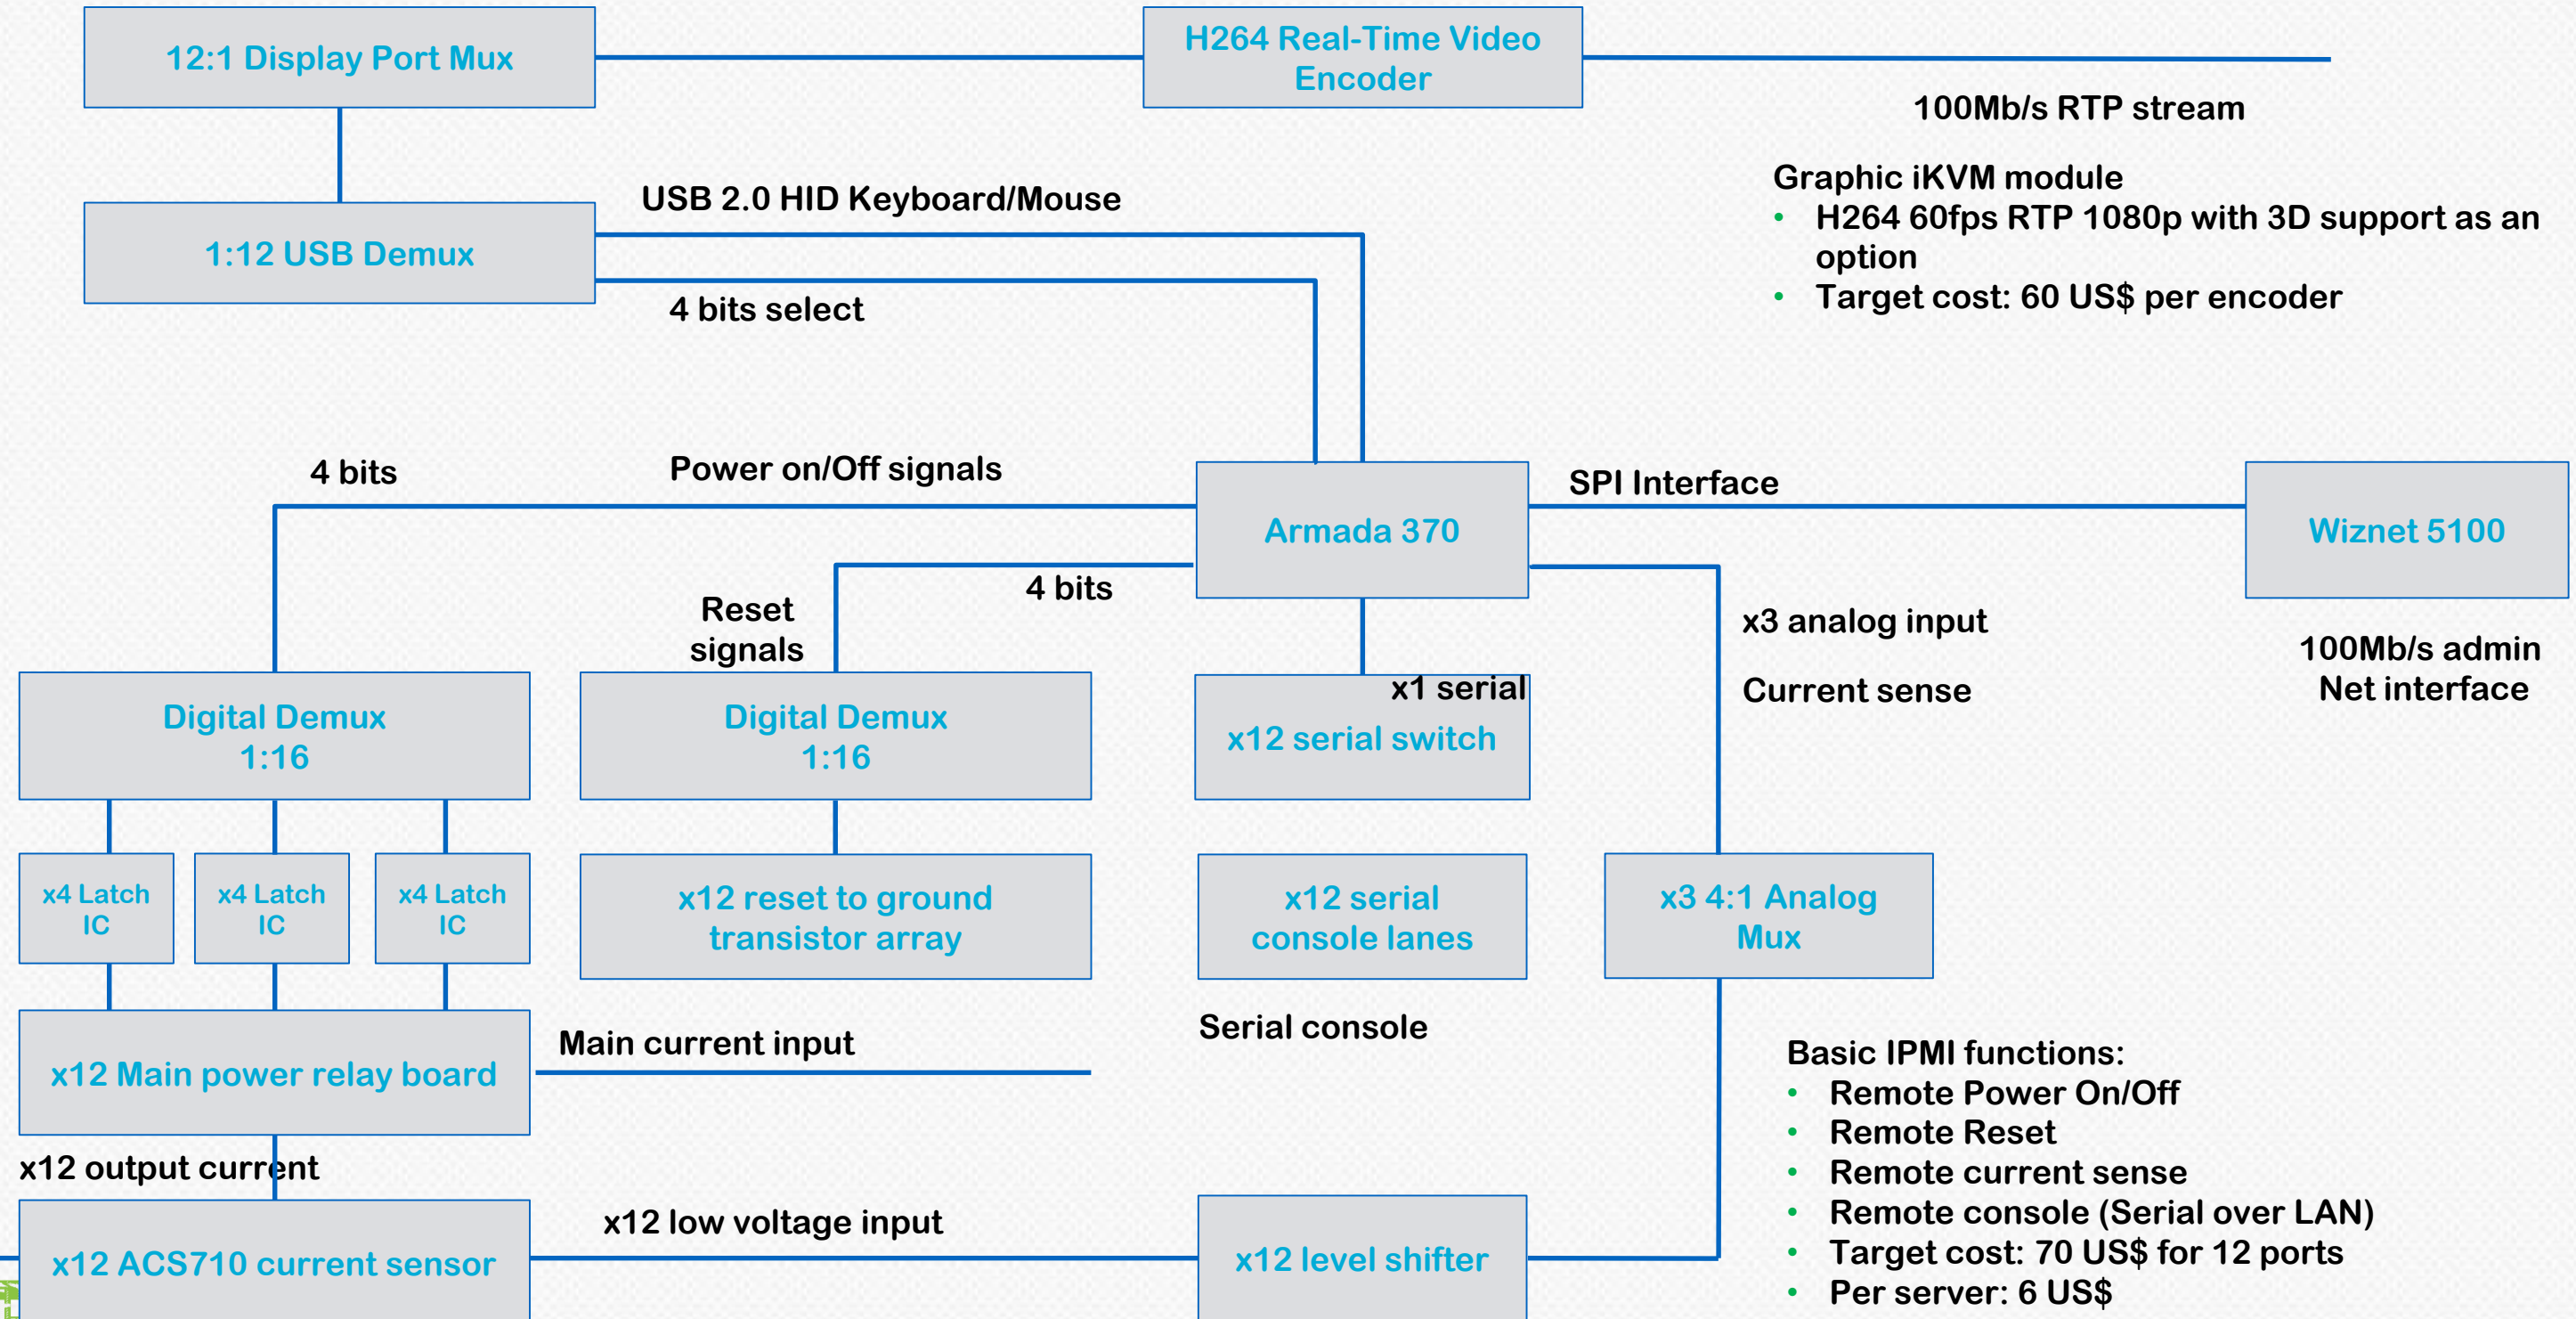 12:1 Display Port Mux
H264 Real-Time Video
Encoder
100Mb/s RTP stream
Graphic iKVM module
• H264 60fps RTP 1080p with 3D support as an
option
• Target cost: 60 US$ per encoder
USB 2.0 HID Keyboard/Mouse
1:12 USB Demux
4 bits select
4 bits
Power on/Off signals
SPI Interface
Armada 370
Wiznet 5100
4 bits
Reset
signals
x3 analog input
Current sense
100Mb/s admin
Net interface
Digital Demux
1:16
Digital Demux
1:16
x1 serial
x12 serial switch
x4 Latch
IC
x4 Latch
IC
x4 Latch
IC
x12 reset to ground
transistor array
x12 serial
console lanes
x3 4:1 Analog
Mux
Serial console
Main current input
x12 Main power relay board
Basic IPMI functions:
• Remote Power On/Off
• Remote Reset
• Remote current sense
• Remote console (Serial over LAN)
• Target cost: 70 US$ for 12 ports
• Per server: 6 US$
x12 output current
x12 low voltage input
x12 ACS710 current sensor
x12 level shifter